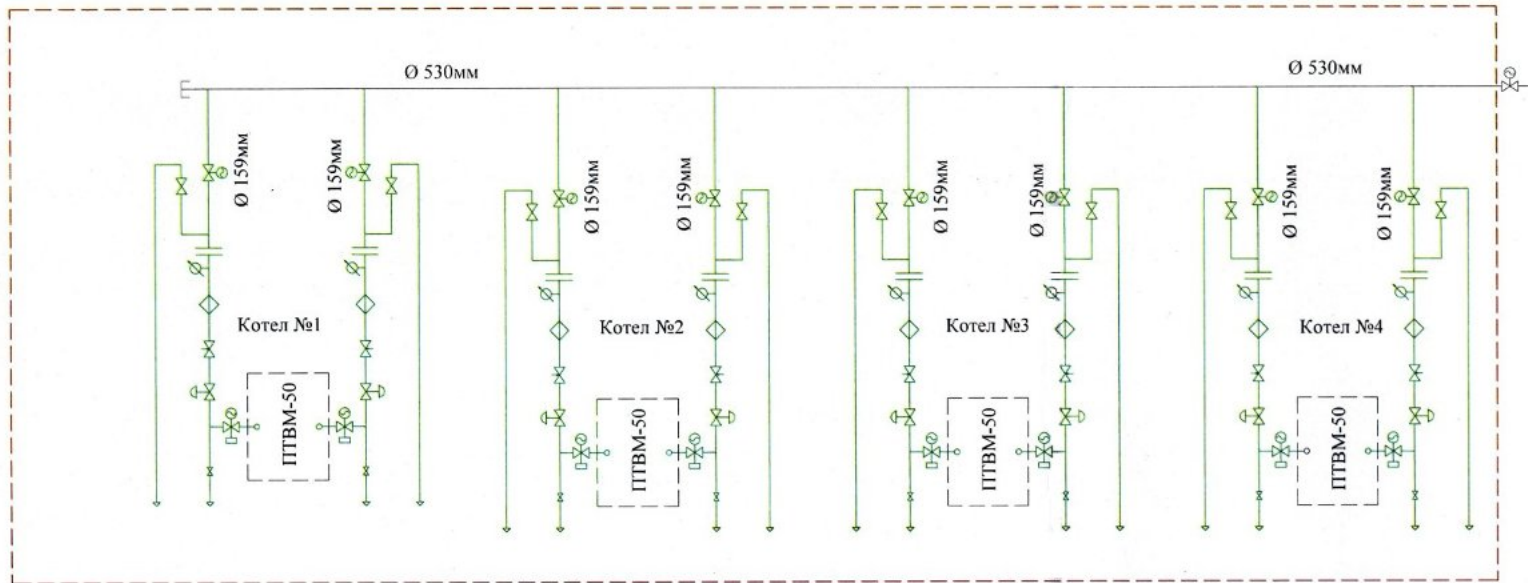 Ø 530мм
Ø 530мм
Ø 159мм
Ø 159мм
Ø 159мм
Ø 159мм
Ø 159мм
Ø 159мм
Ø 159мм
Ø 159мм
Котел №1
Котел №2
Котел №3
Котел №4
ПТВМ-50
ПТВМ-50
ПТВМ-50
ПТВМ-50